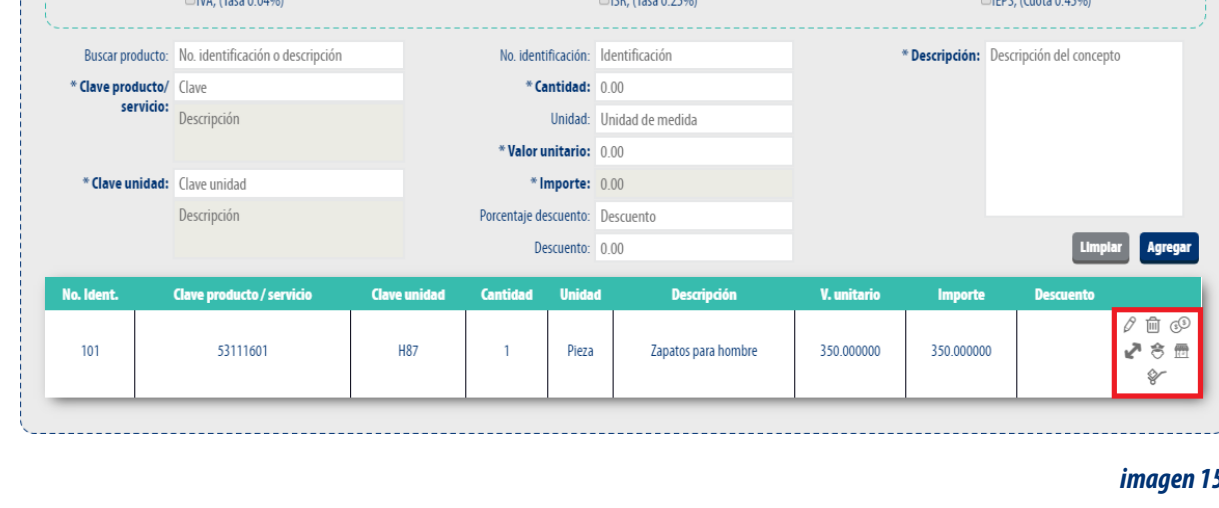 IVA, (Tasa 0.04%)
ISR, (Tasa 0.25%)
IEPS, (Cuota 0.45%)
Buscar producto: No. identificación o descripción
* Clave producto/ servicio: Clave
Descripción
* Clave unidad: Clave unidad
Descripción
No. identificación: Identificación
* Cantidad: 0.00
Unidad: Unidad de medida
* Valor unitario: 0.00
* Importe: 0.00
Porcentaje descuento: Descuento
Descuento: 0.00
* Descripción: Descripción del concepto
Limpiar Agregar
No. Ident. Clave producto / servicio Clave unidad Cantidad Unidad Descripción V. unitario Importe Descuento
101 53111601 H87 1 Pieza Zapatos para hombre 350.000000 350.000000
imagen 15